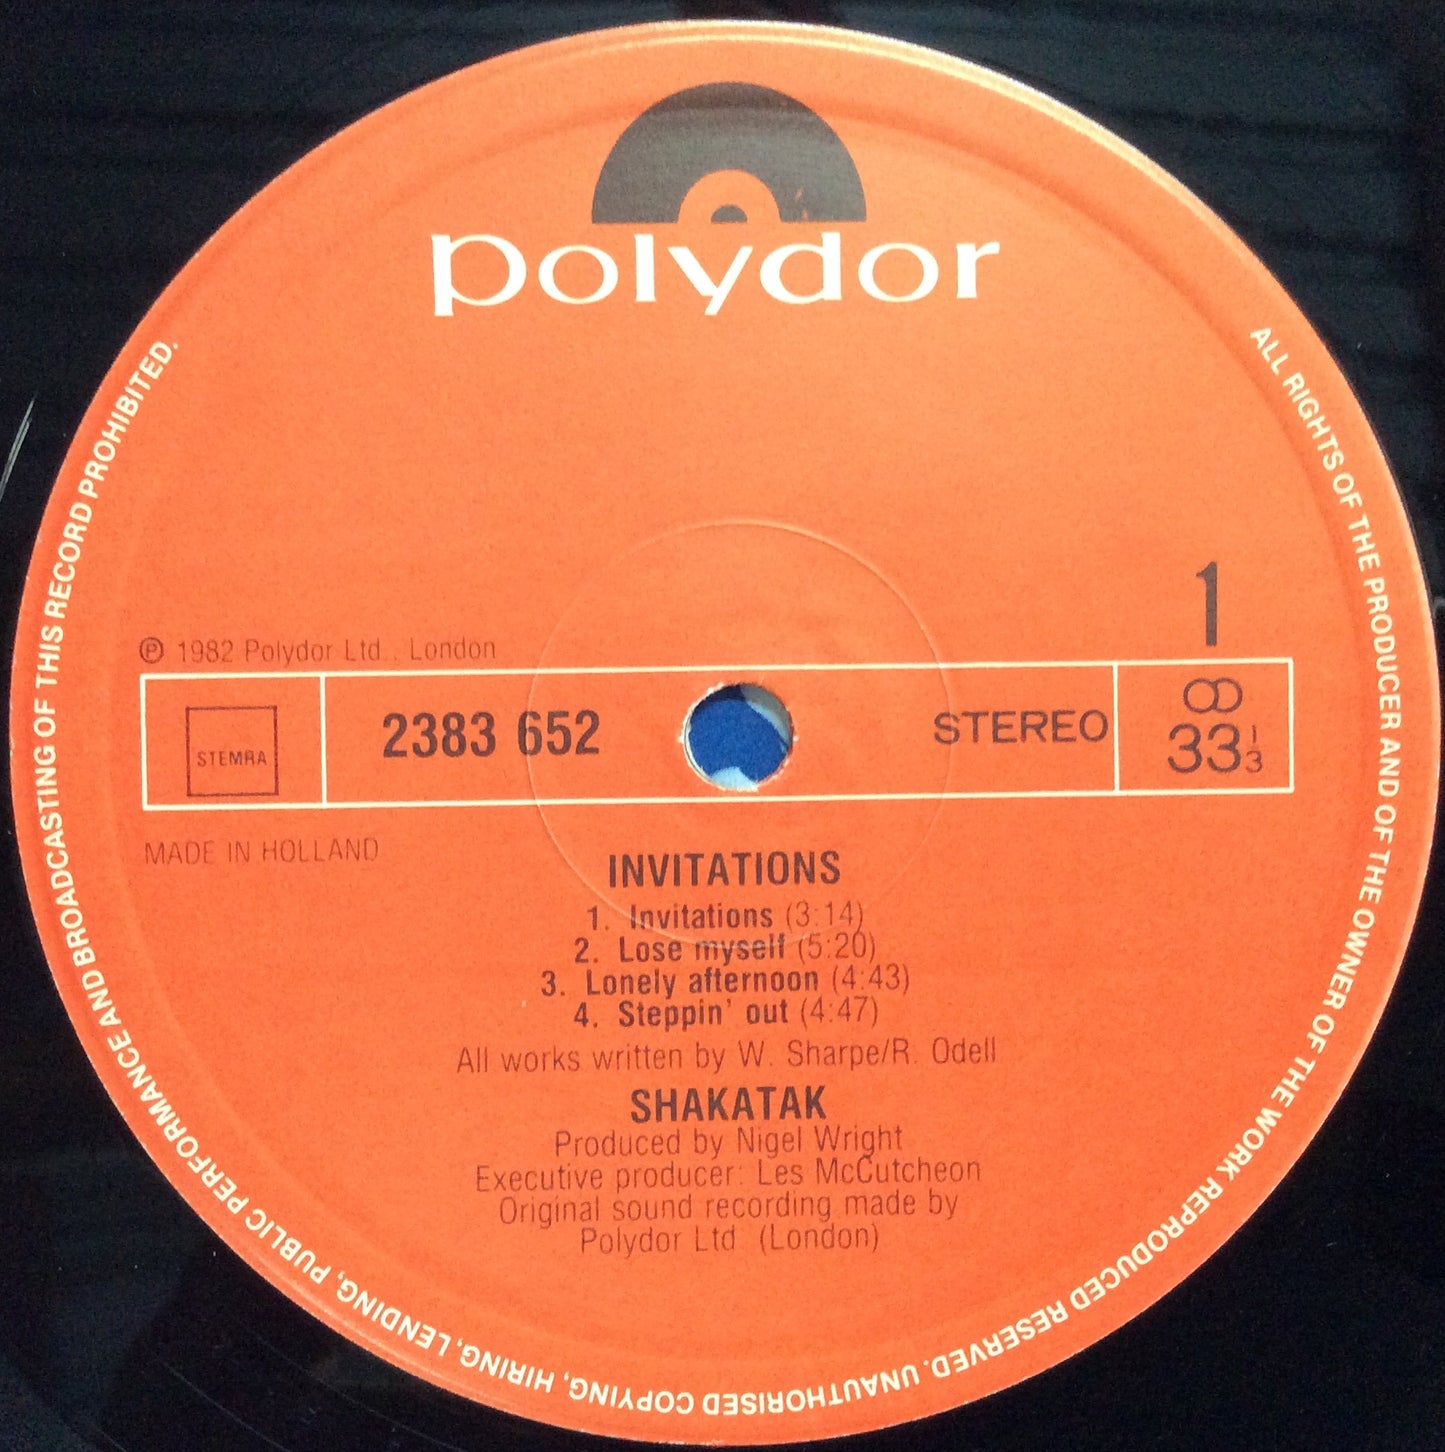 polydor
1
℗ 1982 Polydor Ltd., London
STEMRA
2383 652
STEREO
33 1/3
MADE IN HOLLAND
INVITATIONS
1. Invitations (3:14)
2. Lose myself (5:20)
3. Lonely afternoon (4:43)
4. Steppin' out (4:47)
All works written by W. Sharpe/R. Odell
SHAKATAK
Produced by Nigel Wright
Executive producer: Les McCutcheon
Original sound recording made by
Polydor Ltd (London)
ALL RIGHTS OF THE PRODUCER AND OF THE OWNER OF THE WORK REPRODUCED RESERVED. UNAUTHORISED COPYING, HIRING, LENDING, PUBLIC PERFORMANCE AND BROADCASTING OF THIS RECORD PROHIBITED.